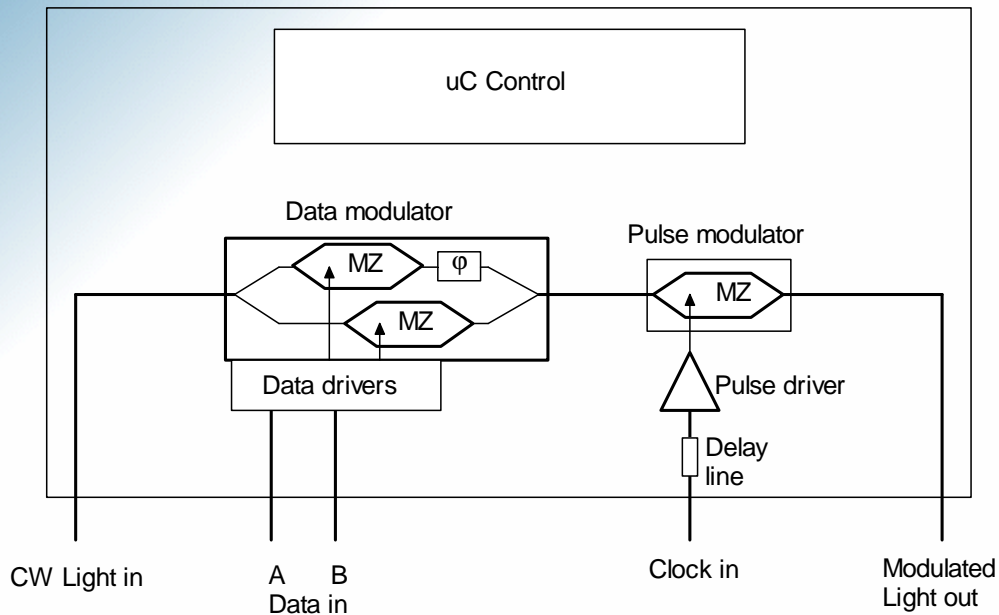 uC Control
Data modulator
Pulse modulator
MZ
φ
MZ
MZ
Data drivers
Pulse driver
Delay
line
CW Light in
A B
Data in
Clock in
Modulated
Light out